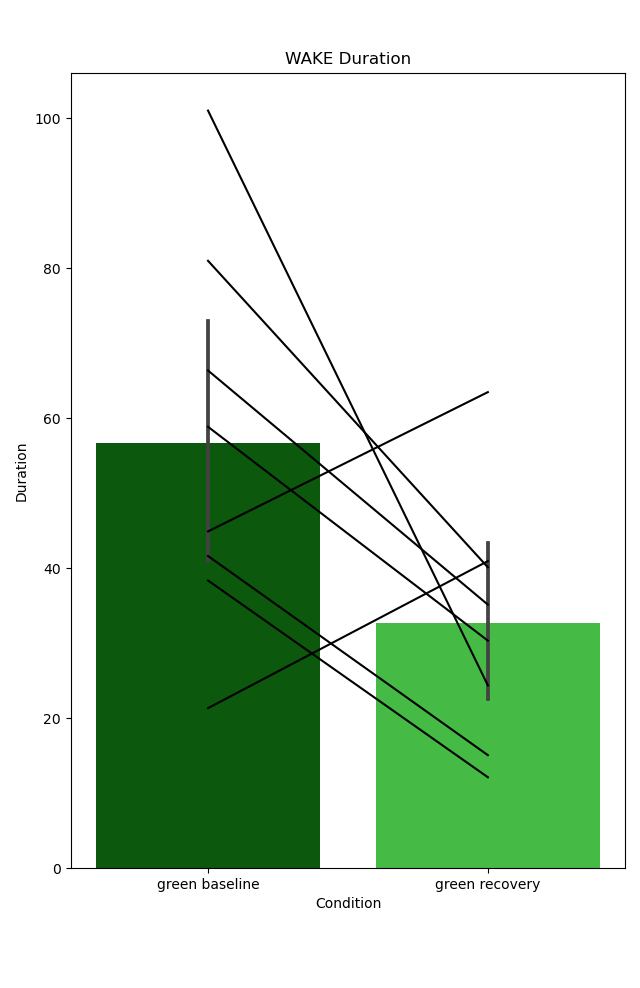 WAKE Duration
100
80
60
40
20
0
Duration
green baseline
green recovery
Condition